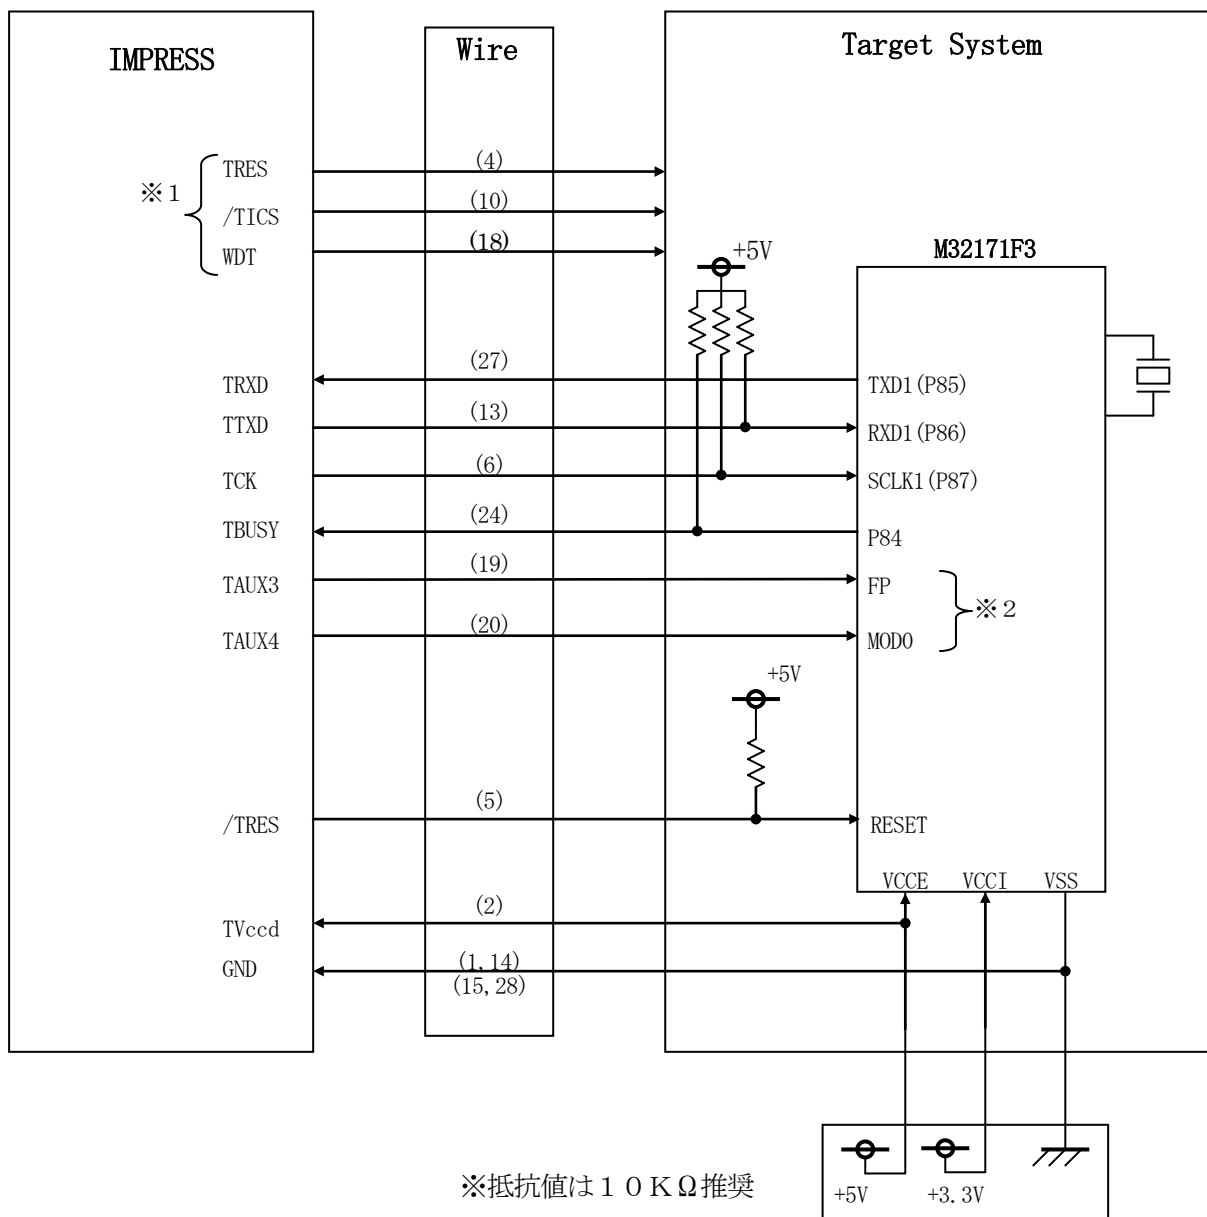 IMPRESS
Wire
Target System
※1
TRES
(4)
/TICS
(10)
WDT
(18)
+5V
M32171F3
TRXD
(27)
TXD1(P85)
TTXD
(13)
RXD1(P86)
TCK
(6)
SCLK1(P87)
TBUSY
(24)
P84
TAUX3
(19)
FP
※2
TAUX4
(20)
MOD0
+5V
/TRES
(5)
RESET
VCCE VCCI VSS
TVccd
(2)
GND
(1,14)
(15,28)
※抵抗値は10KΩ推奨
+5V
+3.3V